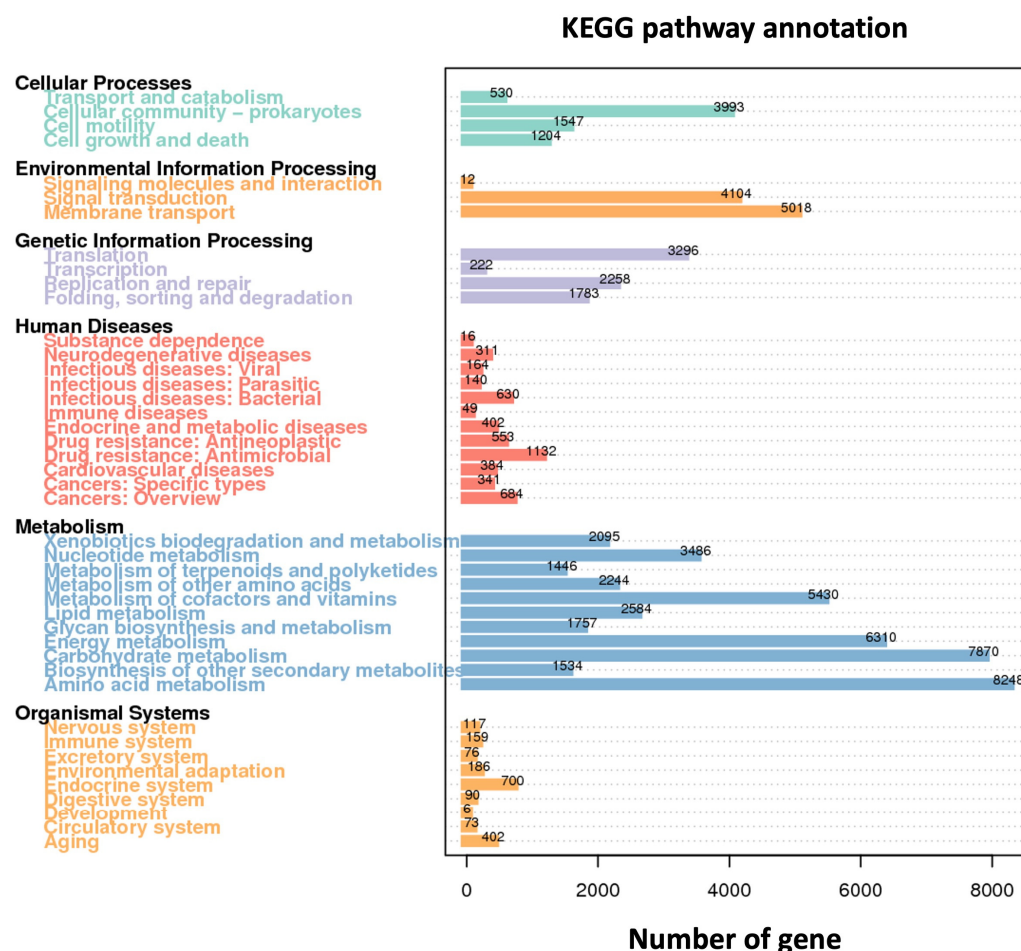 KEGG pathway annotation
Cellular Processes
Transport and catabolism 530
Cellular community – prokaryotes 3993
Cell motility 1547
Cell growth and death 1204
Environmental Information Processing
Signaling molecules and interaction 12
Signal transduction 4104
Membrane transport 5018
Genetic Information Processing
Translation 3296
Transcription 222
Replication and repair 2258
Folding, sorting and degradation 1783
Human Diseases
Substance dependence 16
Neurodegenerative diseases 311
Infectious diseases: Viral 164
Infectious diseases: Parasitic 140
Infectious diseases: Bacterial 630
Immune diseases 49
Endocrine and metabolic diseases 402
Drug resistance: Antineoplastic 553
Drug resistance: Antimicrobial 1132
Cardiovascular diseases 384
Cancers: Specific types 341
Cancers: Overview 684
Metabolism
Xenobiotics biodegradation and metabolism 2095
Nucleotide metabolism 3486
Metabolism of terpenoids and polyketides 1446
Metabolism of other amino acids 2244
Metabolism of cofactors and vitamins 5430
Lipid metabolism 2584
Glycan biosynthesis and metabolism 1757
Energy metabolism 6310
Carbohydrate metabolism 7870
Biosynthesis of other secondary metabolites 1534
Amino acid metabolism 8248
Organismal Systems
Nervous system 117
Immune system 159
Excretory system 76
Environmental adaptation 186
Endocrine system 700
Digestive system 90
Development 6
Circulatory system 73
Aging 402
0 2000 4000 6000 8000
Number of gene